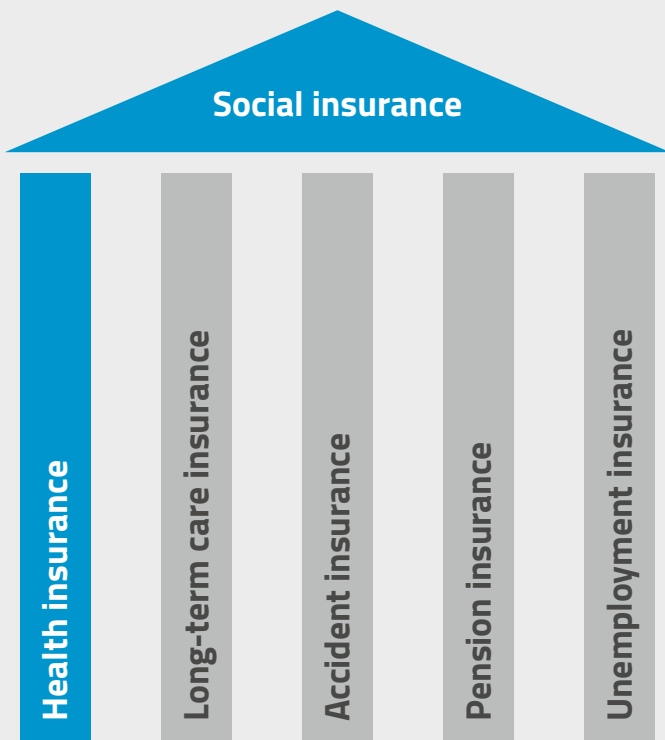 Social insurance
Health insurance
Long-term care insurance
Accident insurance
Pension insurance
Unemployment insurance